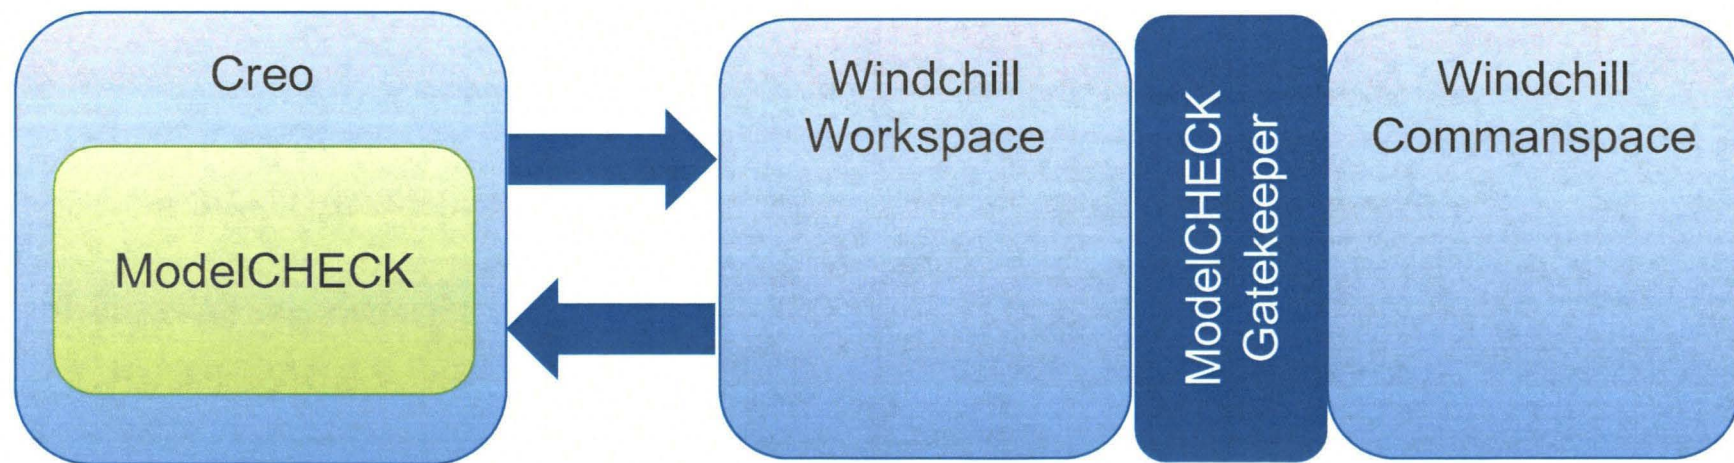 Creo
ModelCHECK
Windchill
Workspace
ModelCHECK
Gatekeeper
Windchill
Commanspace